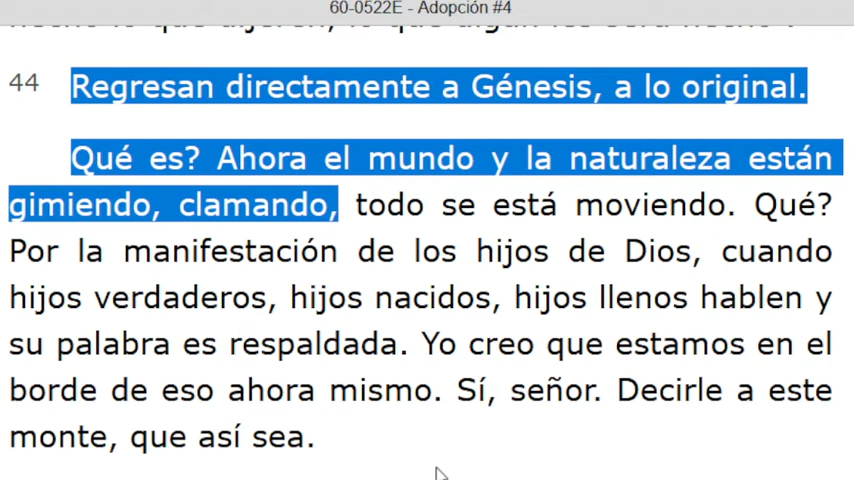 60-0522E - Adopción #4
44 Regresan directamente a Génesis, a lo original.
Qué es? Ahora el mundo y la naturaleza están
gimiendo, clamando, todo se está moviendo. Qué?
Por la manifestación de los hijos de Dios, cuando
hijos verdaderos, hijos nacidos, hijos llenos hablen y
su palabra es respaldada. Yo creo que estamos en el
borde de eso ahora mismo. Sí, señor. Decirle a este
monte, que así sea.